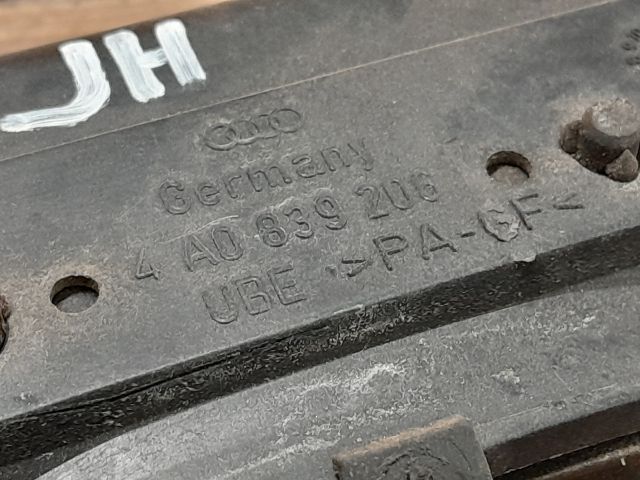 JH
Germany
4 A0 839 206
UBE >PA-GF<